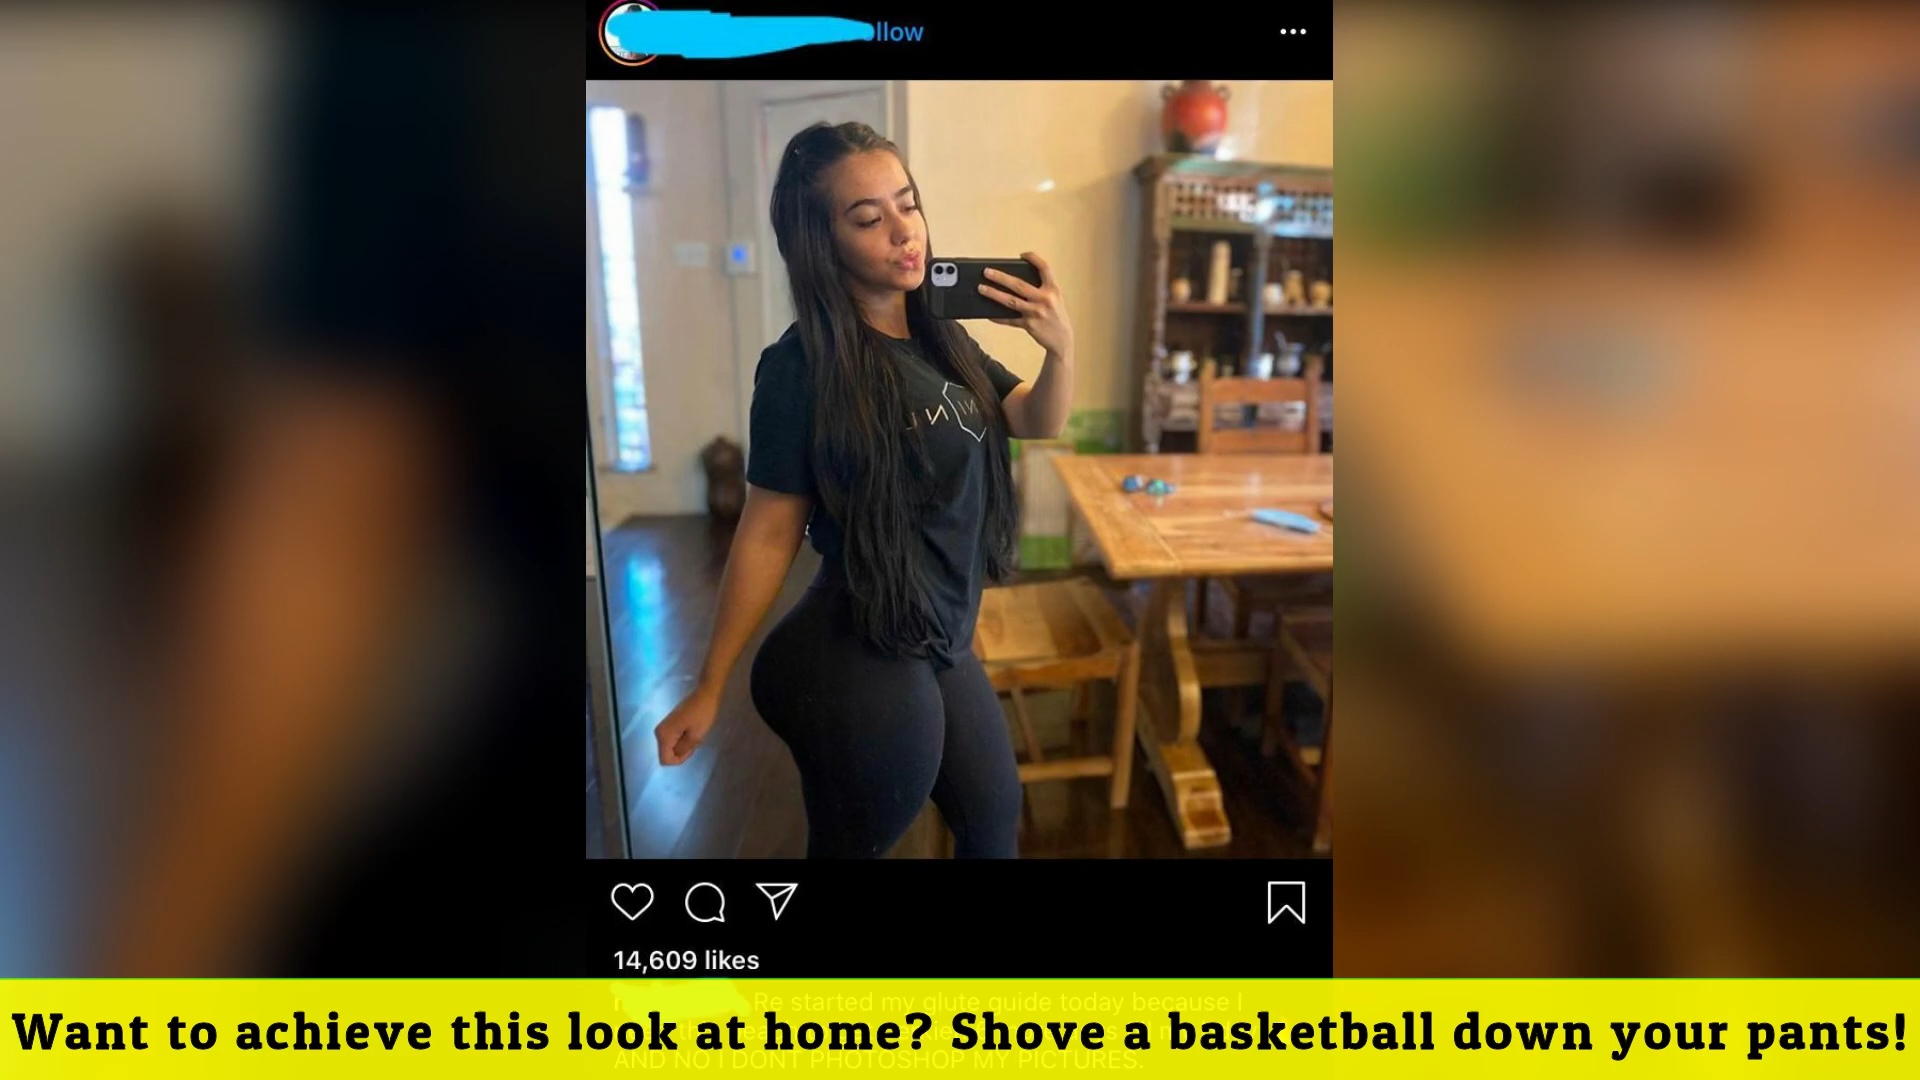 ollow
14,609 likes
Re started my glute guide today because I
Want to achieve this look at home? Shove a basketball down your pants!
AND NO I DONT PHOTOSHOP MY PICTURES.